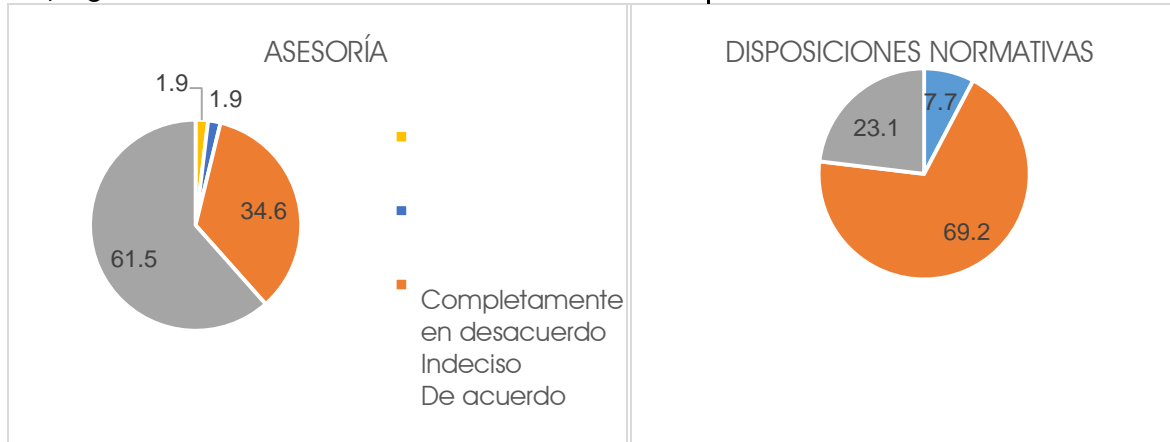 ASESORÍA
1.9
1.9
34.6
61.5
Completamente
en desacuerdo
Indeciso
De acuerdo
DISPOSICIONES NORMATIVAS
7.7
23.1
69.2